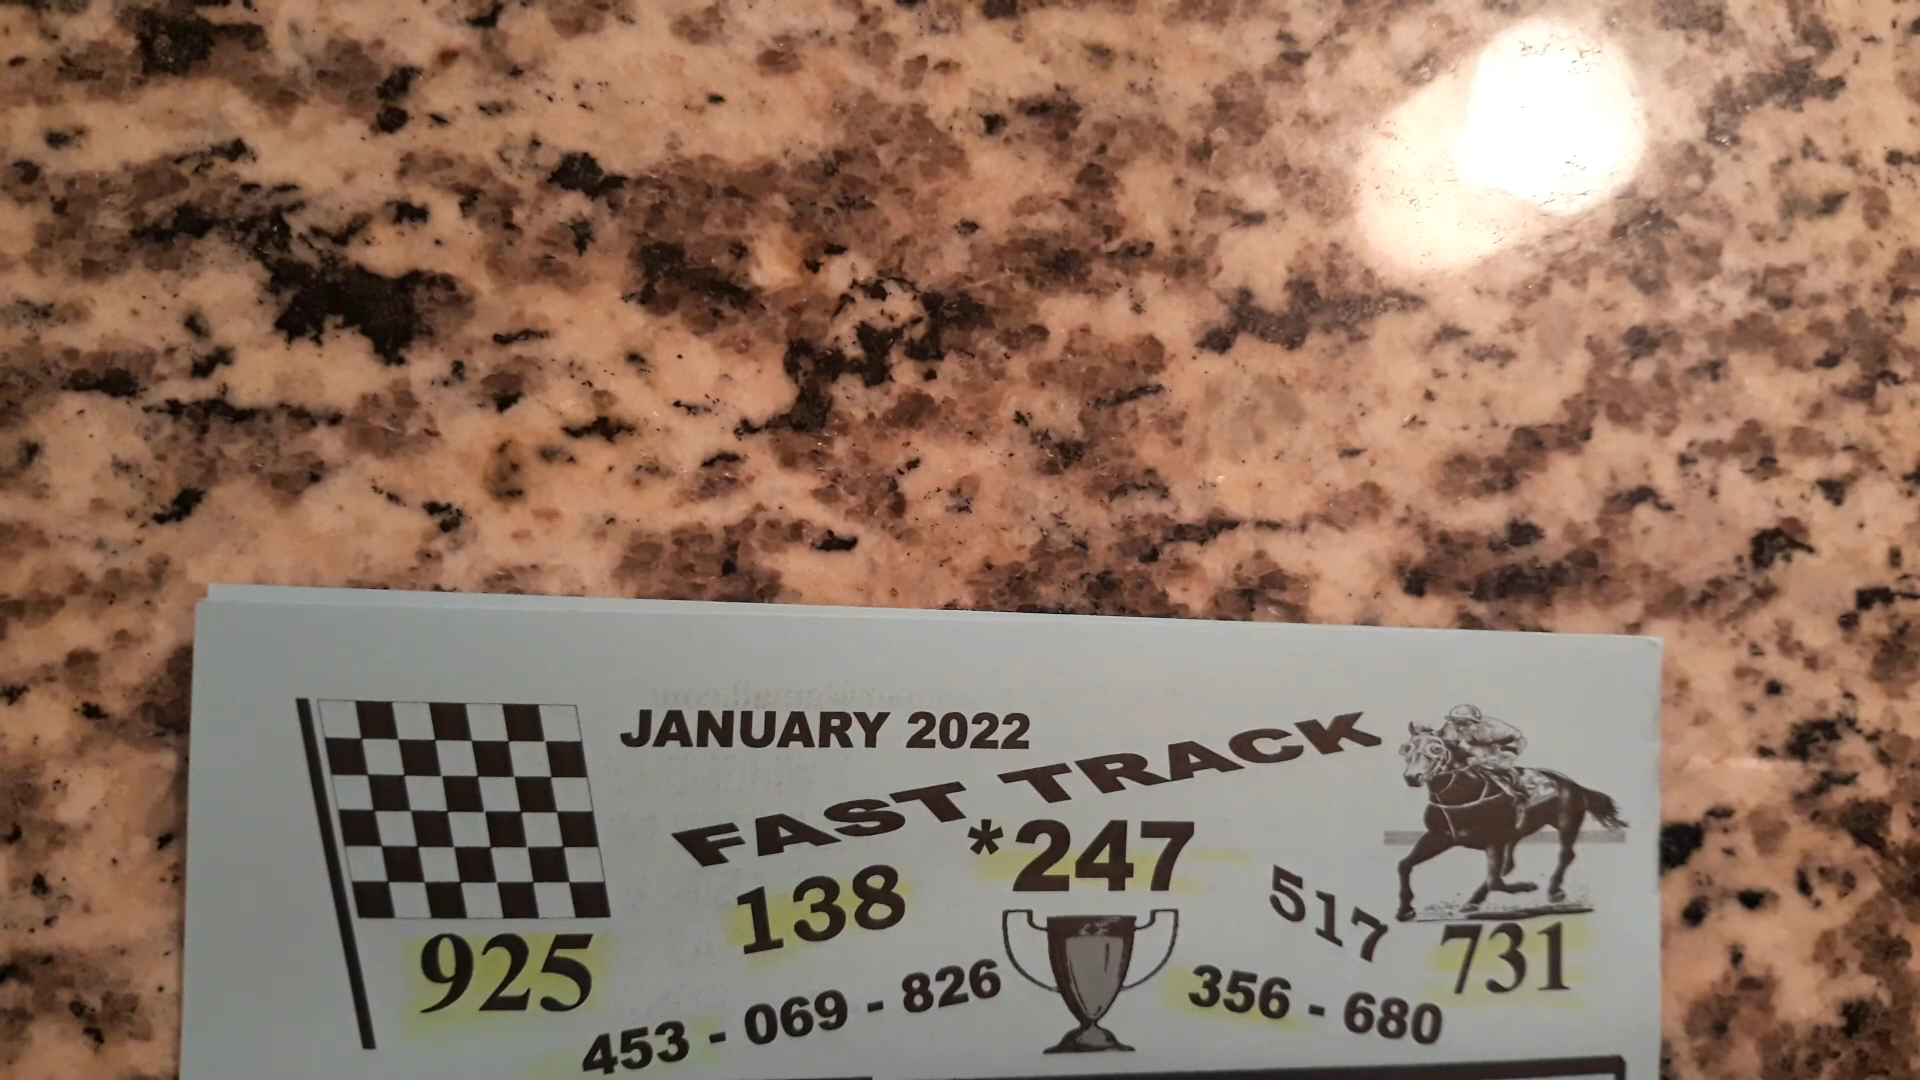 JANUARY 2022
FAST TRACK
*247
138
517
925
731
453 - 069 - 826
356 - 680